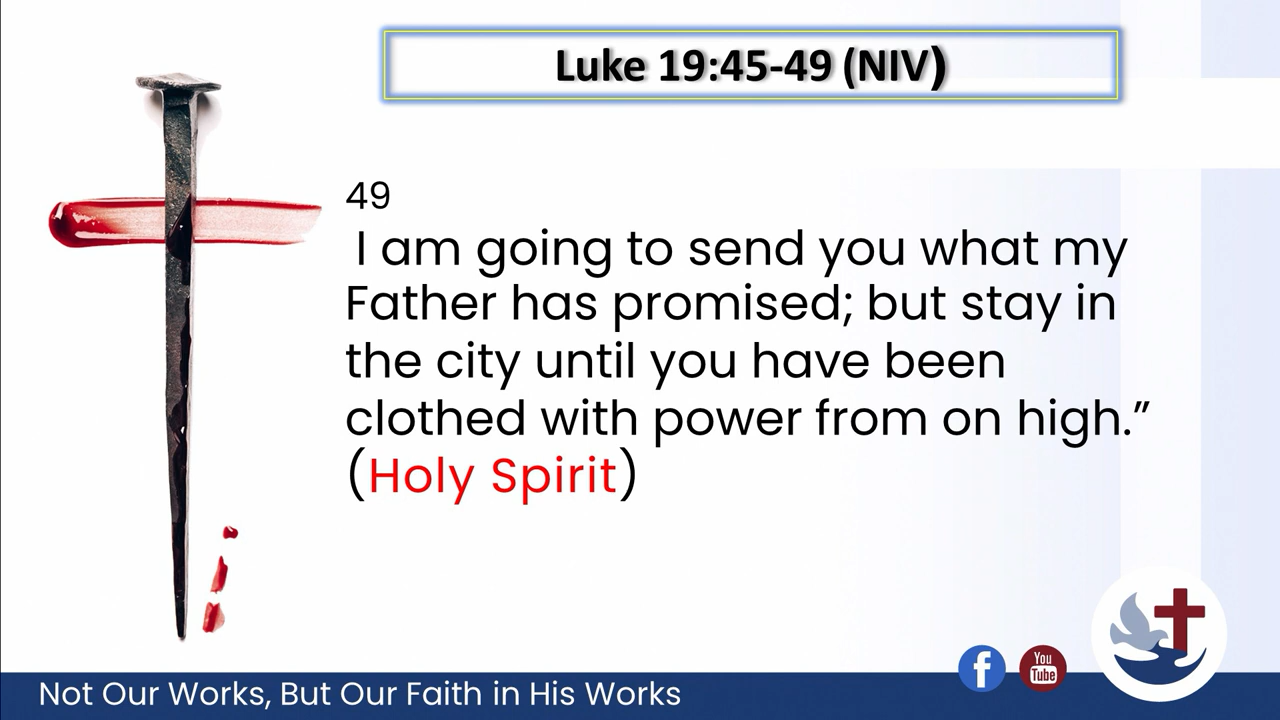 Luke 19:45-49 (NIV)
49
I am going to send you what my
Father has promised; but stay in
the city until you have been
clothed with power from on high.”
(Holy Spirit)
f
You
Tube
Not Our Works, But Our Faith in His Works